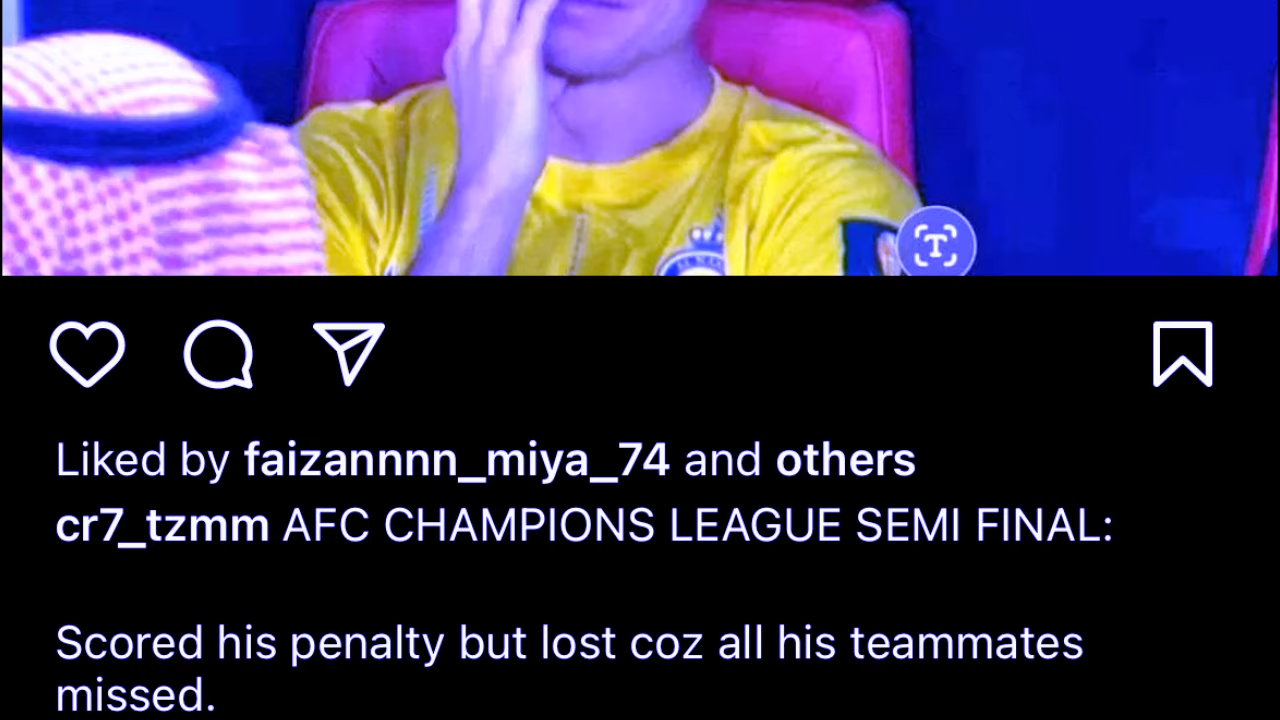 Liked by faizannnn_miya_74 and others
cr7_tzmm AFC CHAMPIONS LEAGUE SEMI FINAL:
Scored his penalty but lost coz all his teammates
missed.